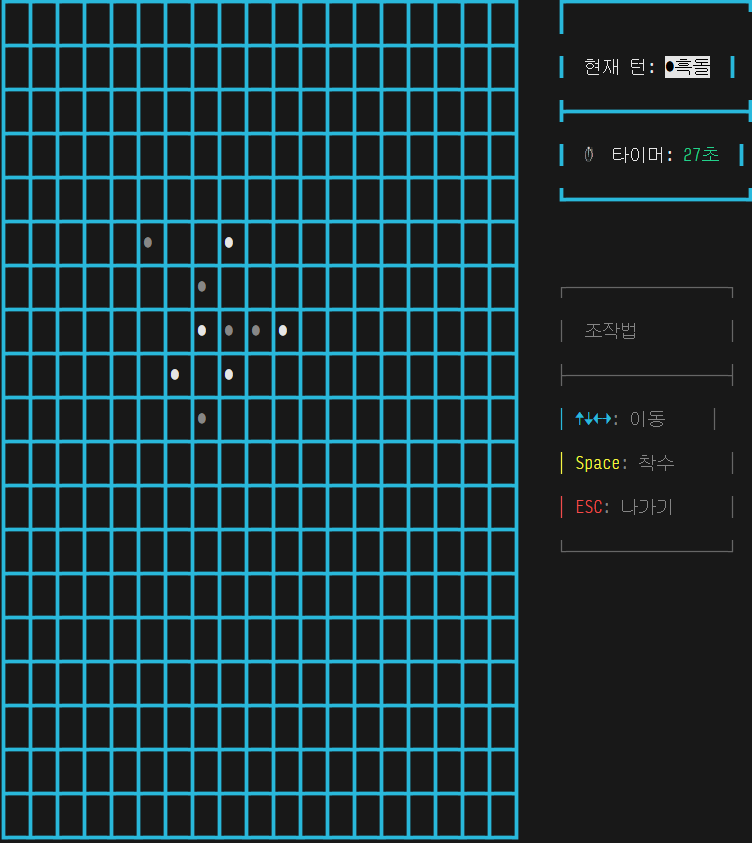 현재 턴: ●흑돌
타이머: 27초
조작법
↑↓←→: 이동
Space: 착수
ESC: 나가기